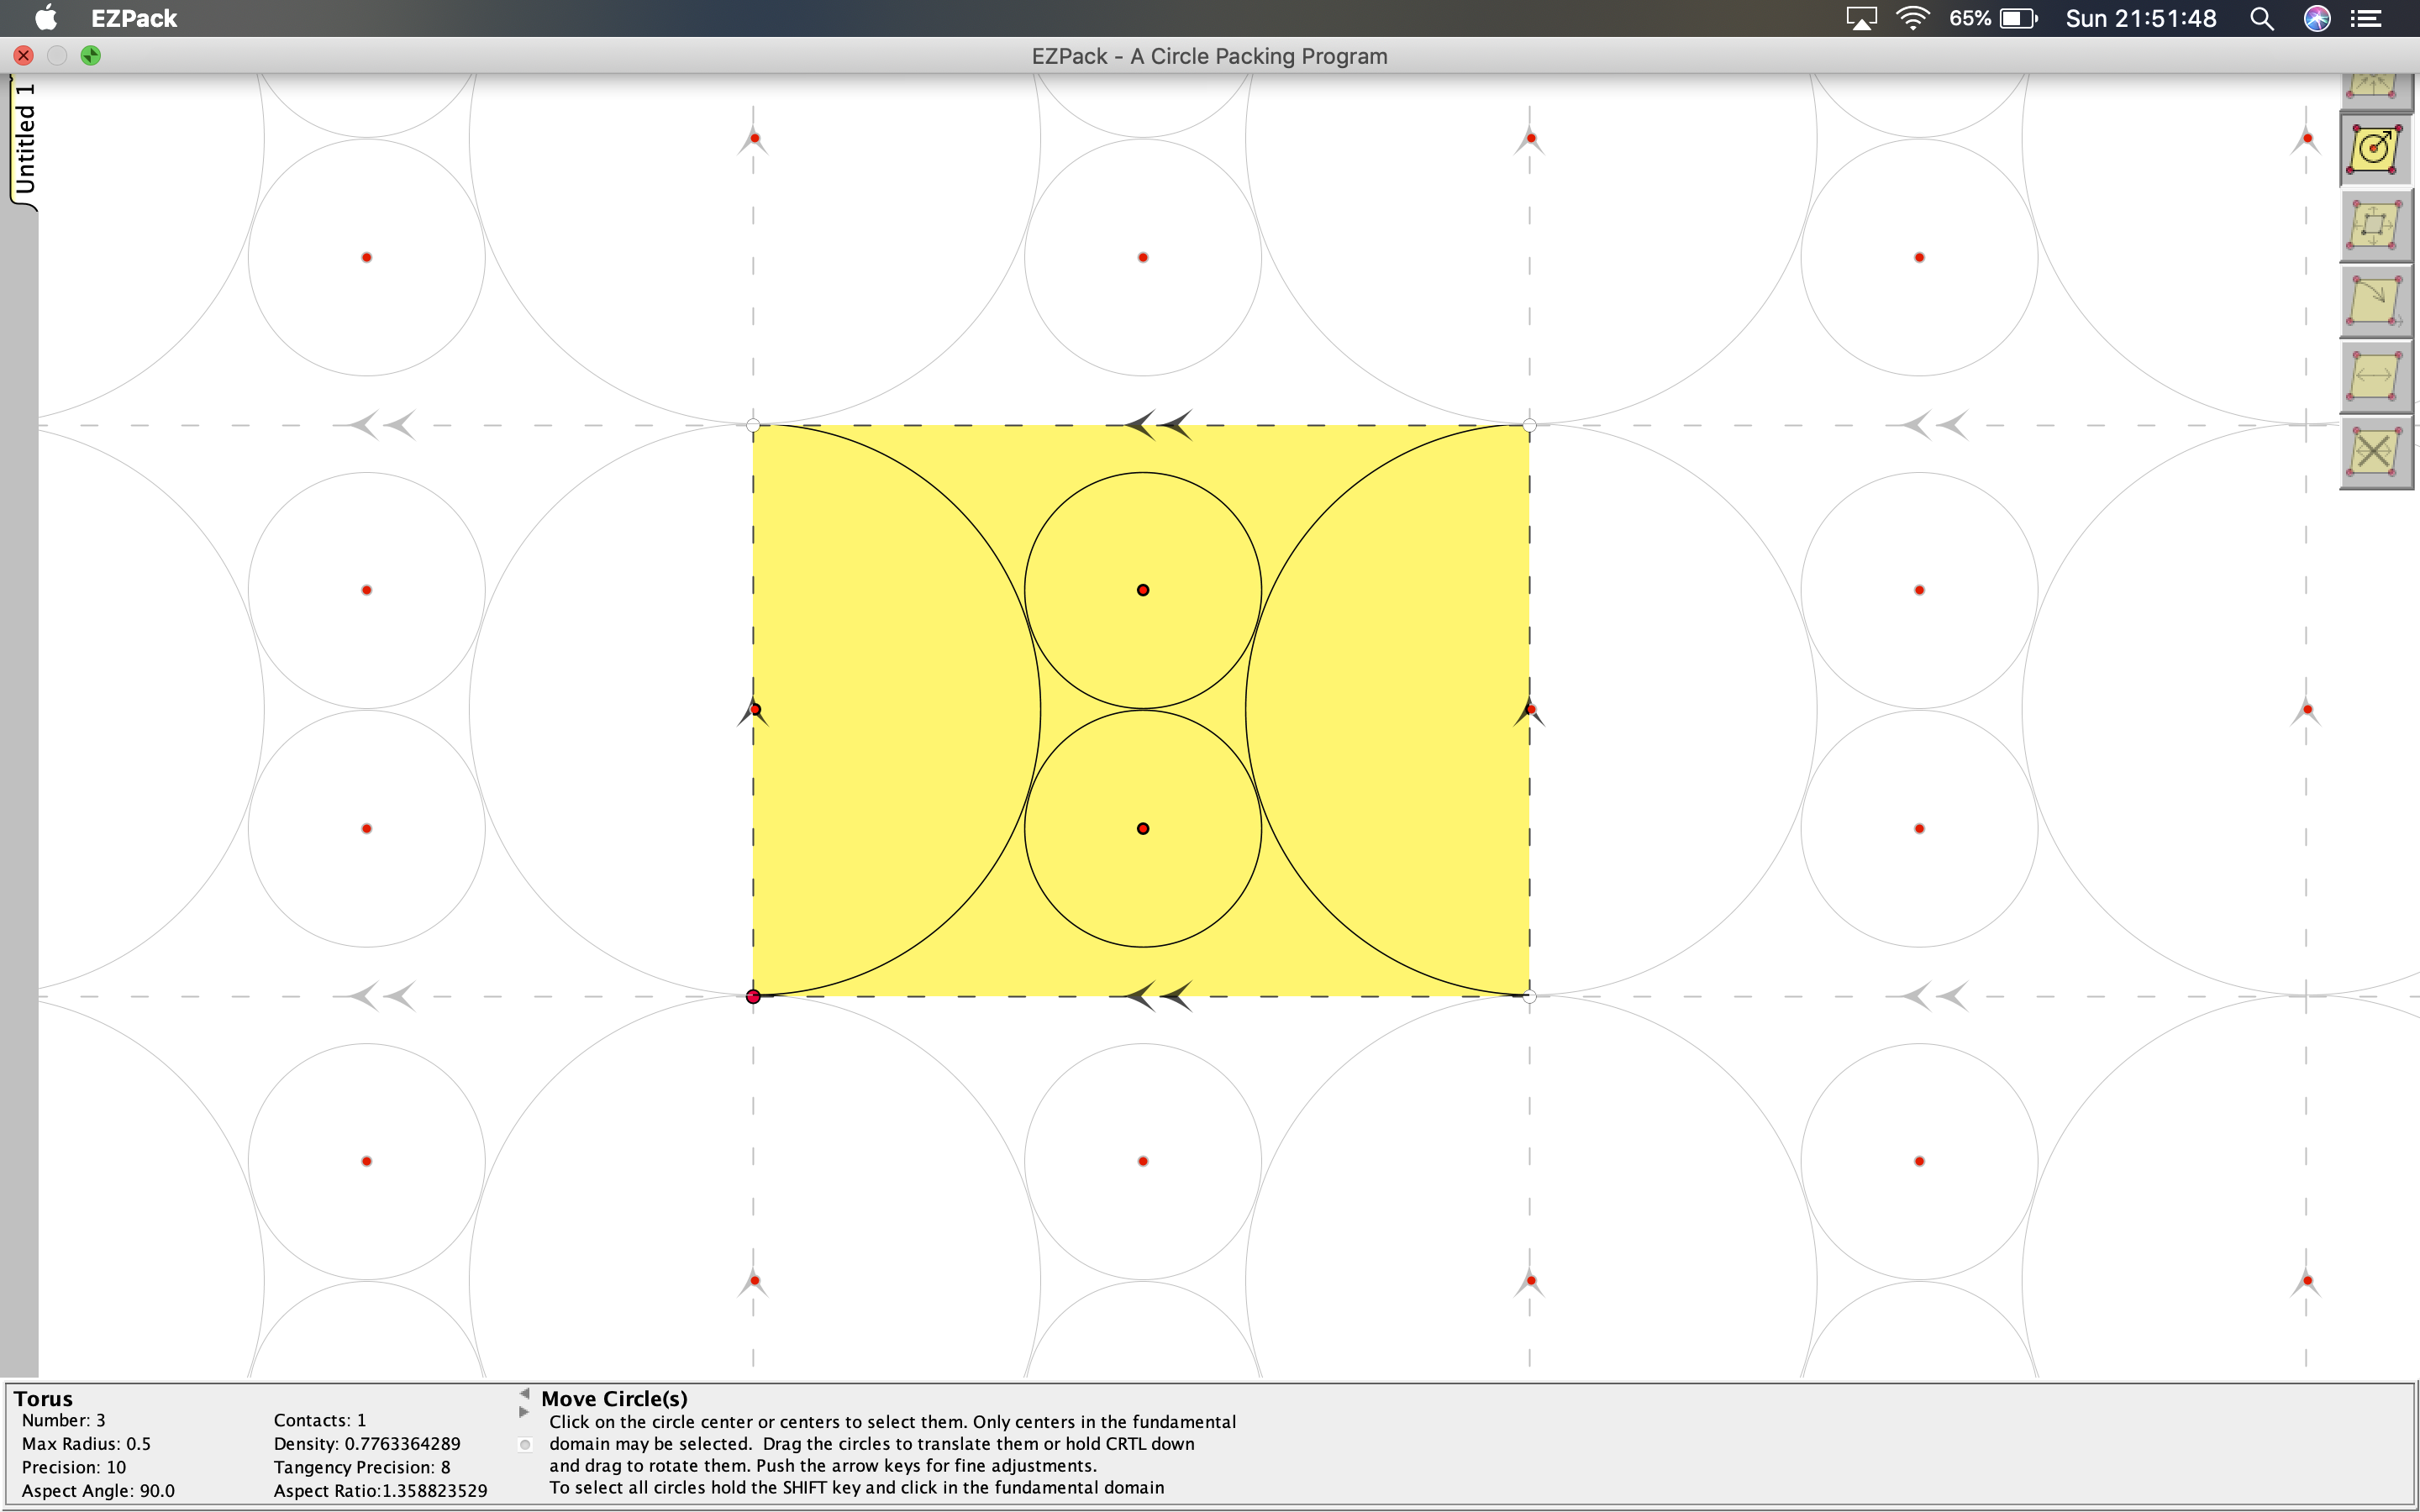 EZPack
65%
Sun 21:51:48
EZPack - A Circle Packing Program
Untitled 1
Torus
Number: 3
Max Radius: 0.5
Precision: 10
Aspect Angle: 90.0
Contacts: 1
Density: 0.7763364289
Tangency Precision: 8
Aspect Ratio:1.358823529
Move Circle(s)
Click on the circle center or centers to select them. Only centers in the fundamental
domain may be selected.  Drag the circles to translate them or hold CRTL down
and drag to rotate them. Push the arrow keys for fine adjustments.
To select all circles hold the SHIFT key and click in the fundamental domain